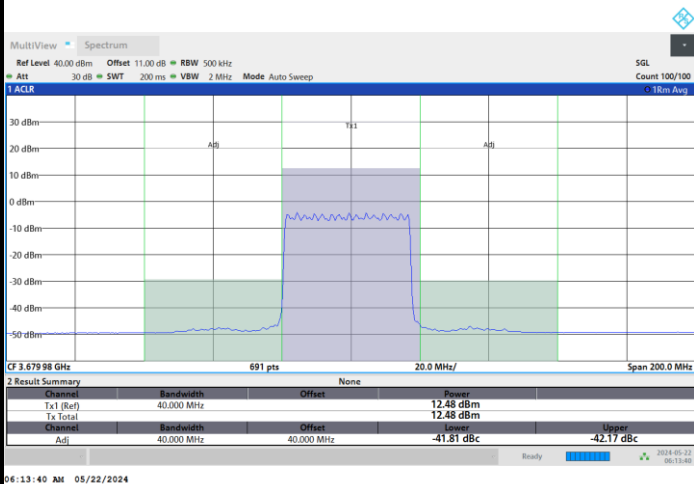 MultiView Spectrum
Ref Level 40.00 dBm Offset 11.00 dB RBW 500 kHz SGL
Att 30 dB SWT 200 ms VBW 2 MHz Mode Auto Sweep Count 100/100
1 ACLR 1Rm Avg
30 dBm
Tx1
20 dBm
Adj Adj
10 dBm
0 dBm
-10 dBm
-20 dBm
-30 dBm
-40 dBm
-50 dBm
CF 3.679 98 GHz 691 pts 20.0 MHz/ Span 200.0 MHz
2 Result Summary None
Channel Bandwidth Offset Power
Tx1 (Ref) 40.000 MHz 12.48 dBm
Tx Total 12.48 dBm
Channel Bandwidth Offset Lower Upper
Adj 40.000 MHz 40.000 MHz -41.81 dBc -42.17 dBc
Ready 2024-05-22
06:13:40
06:13:40 AM 05/22/2024